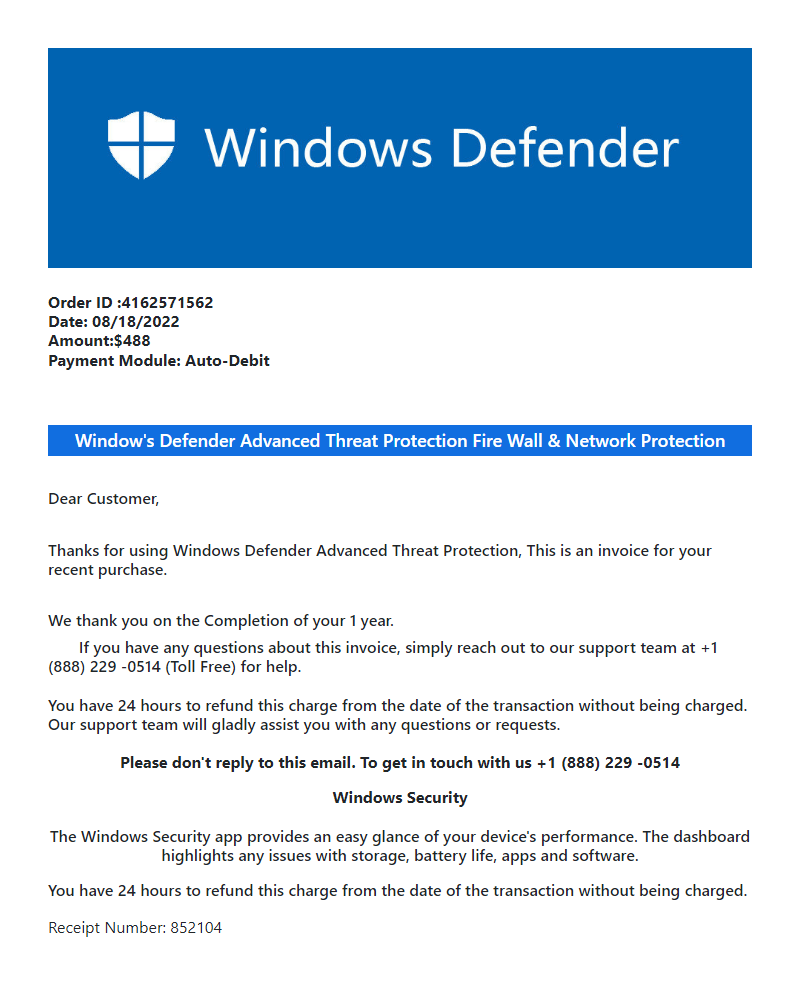 Windows Defender
Order ID :4162571562
Date: 08/18/2022
Amount:$488
Payment Module: Auto-Debit
Window's Defender Advanced Threat Protection Fire Wall & Network Protection
Dear Customer,
Thanks for using Windows Defender Advanced Threat Protection, This is an invoice for your
recent purchase.
We thank you on the Completion of your 1 year.
If you have any questions about this invoice, simply reach out to our support team at +1
(888) 229 -0514 (Toll Free) for help.
You have 24 hours to refund this charge from the date of the transaction without being charged.
Our support team will gladly assist you with any questions or requests.
Please don't reply to this email. To get in touch with us +1 (888) 229 -0514
Windows Security
The Windows Security app provides an easy glance of your device's performance. The dashboard
highlights any issues with storage, battery life, apps and software.
You have 24 hours to refund this charge from the date of the transaction without being charged.
Receipt Number: 852104